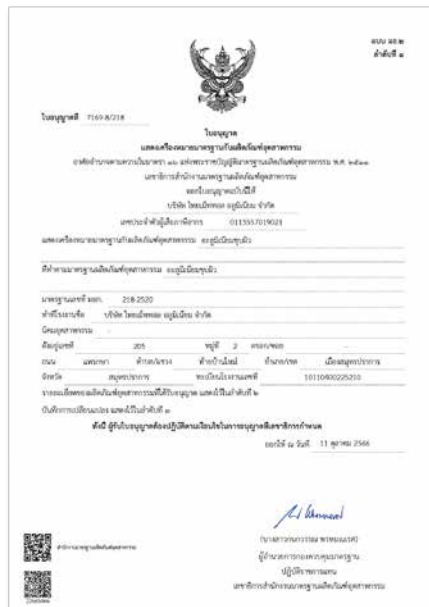 แบบ มอ.๒
ลำดับที่ ๑
ใบอนุญาตที่ 7169-8/218
ใบอนุญาต
แสดงเครื่องหมายมาตรฐานกับผลิตภัณฑ์อุตสาหกรรม
อาศัยอำนาจตามความในมาตรา ๑๖ แห่งพระราชบัญญัติมาตรฐานผลิตภัณฑ์อุตสาหกรรม พ.ศ. ๒๕๑๑
เลขาธิการสำนักงานมาตรฐานผลิตภัณฑ์อุตสาหกรรม
ออกใบอนุญาตฉบับนี้ให้
บริษัท ไทยเม็ททอล อลูมิเนียม จำกัด
เลขประจำตัวผู้เสียภาษีอากร 0115557019021
แสดงเครื่องหมายมาตรฐานกับผลิตภัณฑ์อุตสาหกรรม อะลูมิเนียมชุบผิว
ที่ทำตามมาตรฐานผลิตภัณฑ์อุตสาหกรรม อะลูมิเนียมชุบผิว
มาตรฐานเลขที่ มอก. 218-2520
ทำที่โรงงานชื่อ บริษัท ไทยเม็ททอล อลูมิเนียม จำกัด
นิคมอุตสาหกรรม -
ตั้งอยู่เลขที่ 205 หมู่ที่ 2 ตรอก/ซอย -
ถนน แพรกษา ตำบล/แขวง ท้ายบ้านใหม่ อำเภอ/เขต เมืองสมุทรปราการ
จังหวัด สมุทรปราการ ทะเบียนโรงงานเลขที่ 10110400225210
รายละเอียดของผลิตภัณฑ์อุตสาหกรรมที่ได้รับอนุญาต แสดงไว้ในลำดับที่ ๒
บันทึกการเปลี่ยนแปลง แสดงไว้ในลำดับที่ ๓
ทั้งนี้ ผู้รับใบอนุญาตต้องปฏิบัติตามเงื่อนไขในการอนุญาตที่เลขาธิการกำหนด
ออกให้ ณ วันที่ 11 ตุลาคม 2566
สำนักงานมาตรฐานผลิตภัณฑ์อุตสาหกรรม
ผู้อำนวยการกองควบคุมมาตรฐาน
ปฏิบัติราชการแทน
เลขาธิการสำนักงานมาตรฐานผลิตภัณฑ์อุตสาหกรรม